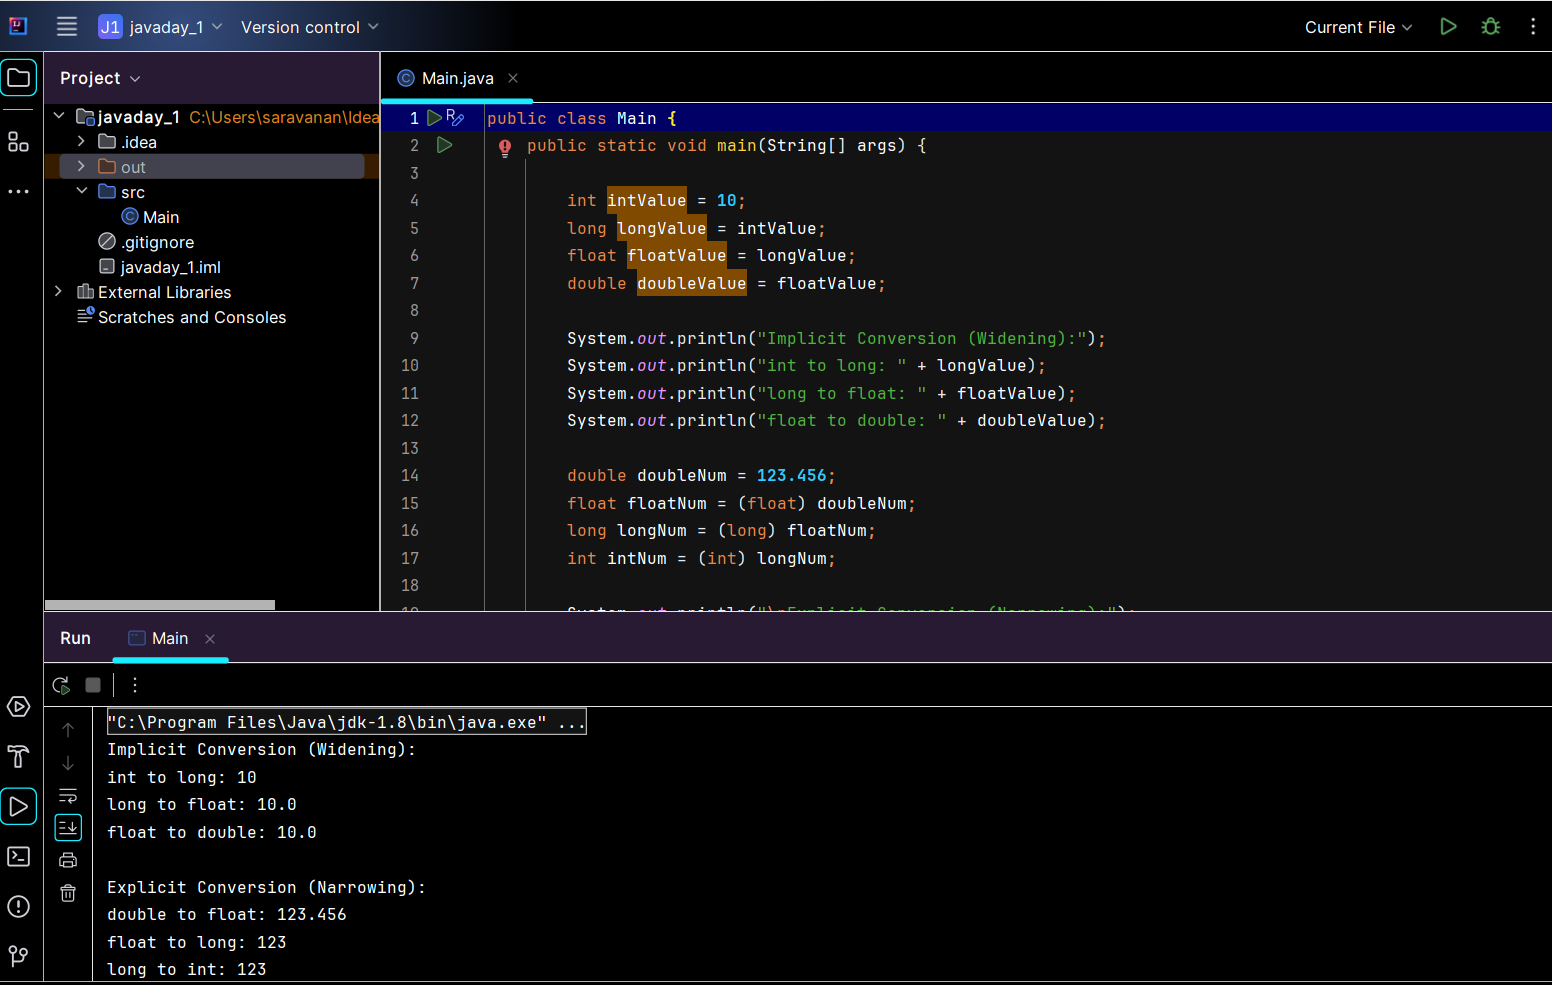 J1 javaday_1 Version control Current File
Project
Main.java
javaday_1 C:\Users\saravanan\Idea
.idea
out
src
Main
.gitignore
javaday_1.iml
External Libraries
Scratches and Consoles
1 public class Main {
2 public static void main(String[] args) {
3
4 int intValue = 10;
5 long longValue = intValue;
6 float floatValue = longValue;
7 double doubleValue = floatValue;
8
9 System.out.println("Implicit Conversion (Widening):");
10 System.out.println("int to long: " + longValue);
11 System.out.println("long to float: " + floatValue);
12 System.out.println("float to double: " + doubleValue);
13
14 double doubleNum = 123.456;
15 float floatNum = (float) doubleNum;
16 long longNum = (long) floatNum;
17 int intNum = (int) longNum;
18
19 System.out.println("\nExplicit Conversion (Narrowing):");
Run Main
"C:\Program Files\Java\jdk-1.8\bin\java.exe" ...
Implicit Conversion (Widening):
int to long: 10
long to float: 10.0
float to double: 10.0
Explicit Conversion (Narrowing):
double to float: 123.456
float to long: 123
long to int: 123